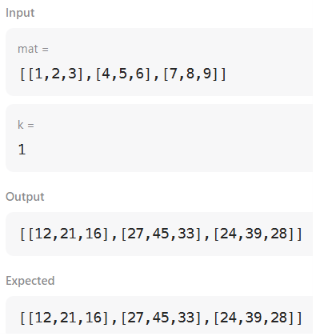 Input
mat =
[[1,2,3],[4,5,6],[7,8,9]]
k =
1
Output
[[12,21,16],[27,45,33],[24,39,28]]
Expected
[[12,21,16],[27,45,33],[24,39,28]]